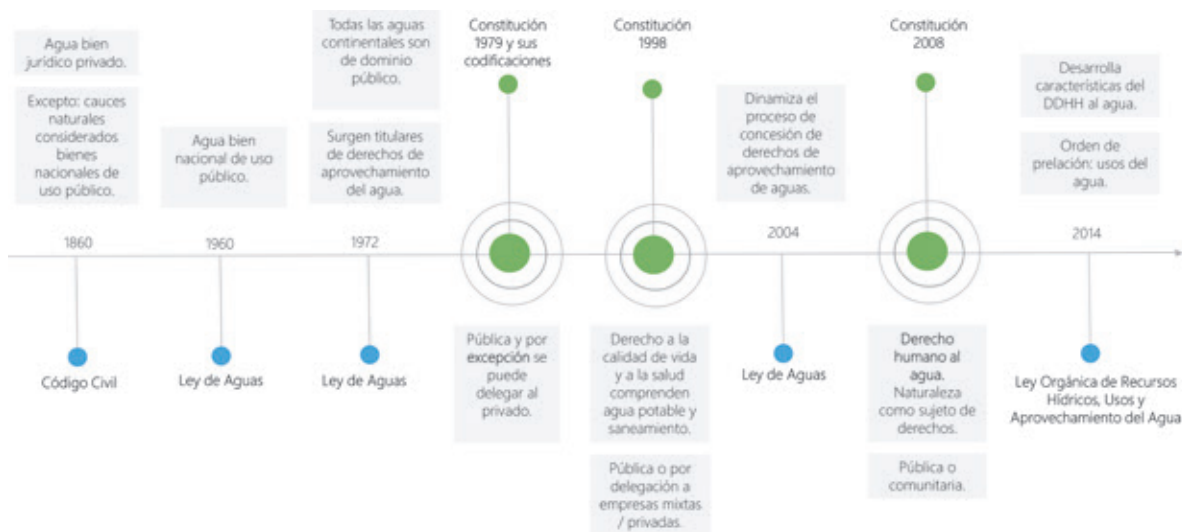 Agua bien
jurídico privado.
Excepto: cauces
naturales
considerados
bienes
nacionales de
uso público.
1860
Código Civil
Agua bien
nacional de uso
público.
1960
Ley de Aguas
Todas las aguas
continentales son
de dominio
público.
Surgen titulares
de derechos de
aprovechamiento
del agua.
1972
Ley de Aguas
Constitución
1979 y sus
codificaciones
Pública y por
excepción se
puede
delegar al
privado.
Constitución
1998
Derecho a la
calidad de vida
y a la salud
comprenden
agua potable y
saneamiento.
Pública o por
delegación a
empresas mixtas
/ privadas.
Dinamiza el
proceso de
concesión de
derechos de
aprovechamiento
de aguas.
2004
Ley de Aguas
Constitución
2008
Derecho
humano al
agua.
Naturaleza
como sujeto de
derechos.
Pública o
comunitaria.
Desarrolla
características del
DDHH al agua.
Orden de
prelación: usos del
agua.
2014
Ley Orgánica de Recursos
Hídricos, Usos y
Aprovechamiento del Agua